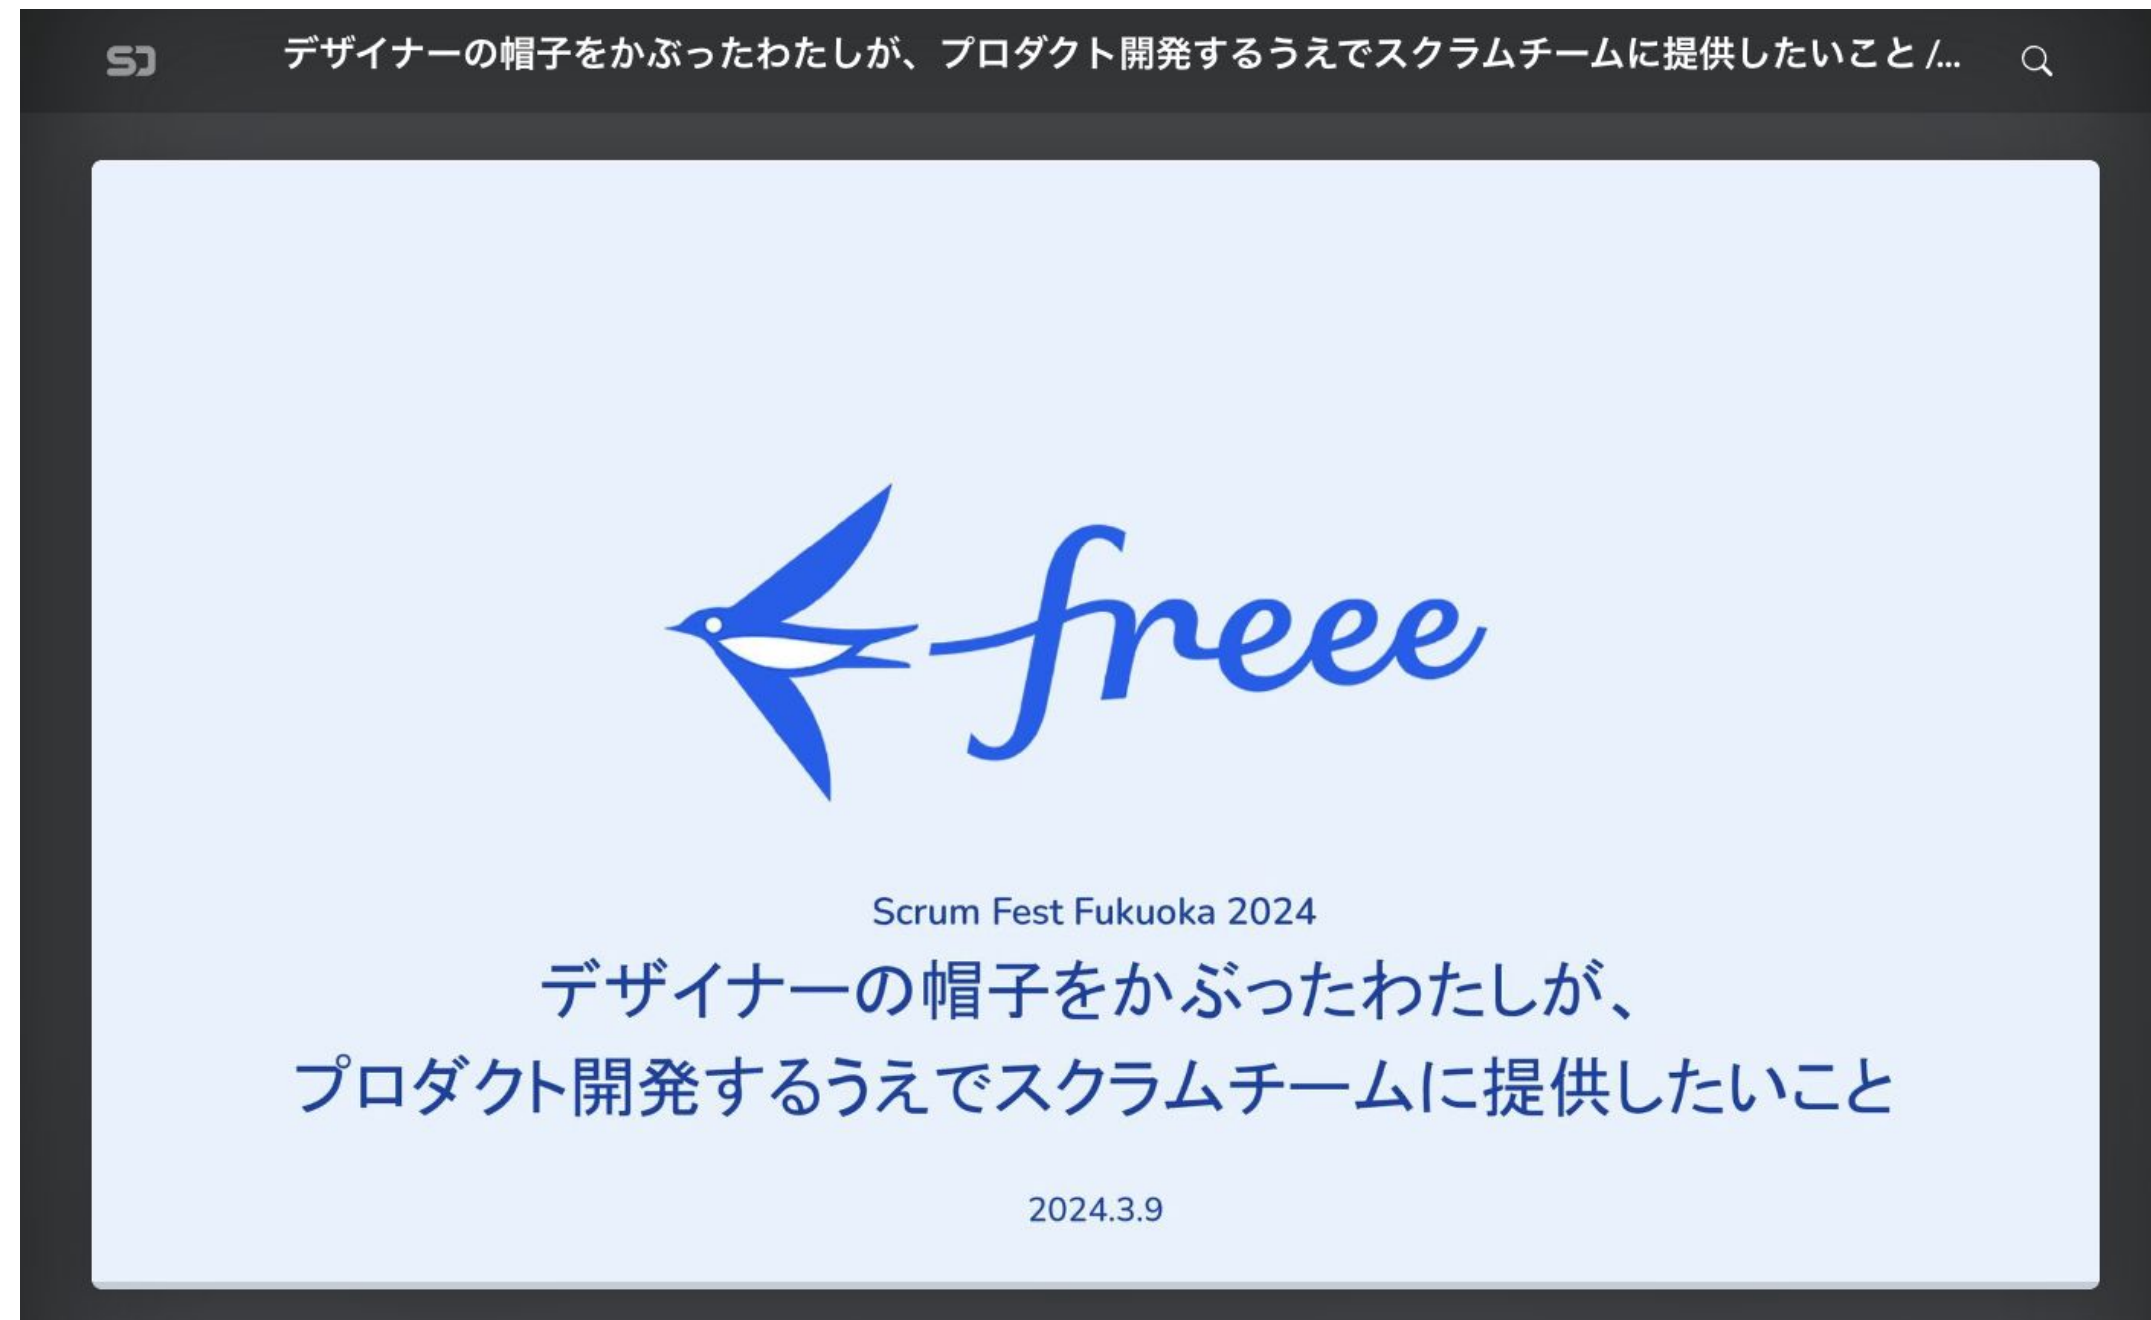 SD
デザイナーの帽子をかぶったわたしが、プロダクト開発するうえでスクラムチームに提供したいこと /...
freee
Scrum Fest Fukuoka 2024
デザイナーの帽子をかぶったわたしが、
プロダクト開発するうえでスクラムチームに提供したいこと
2024.3.9